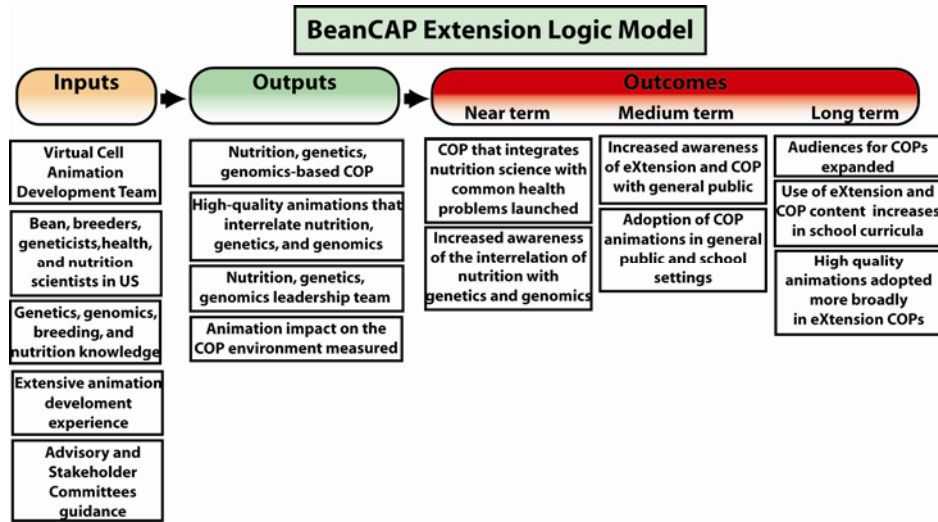 BeanCAP Extension Logic Model
Inputs
Outputs
Outcomes
Near term
Medium term
Long term
Virtual Cell
Animation
Development Team
Bean, breeders,
geneticists,health,
and nutrition
scientists in US
Genetics, genomics,
breeding, and
nutrition knowledge
Extensive animation
develoment
experience
Advisory and
Stakeholder
Committees
guidance
Nutrition, genetics,
genomics-based COP
High-quality animations that
interrelate nutrition,
genetics, and genomics
Nutrition, genetics,
genomics leadership team
Animation impact on the
COP environment measured
COP that integrates
nutrition science with
common health
problems launched
Increased awareness
of the interrelation of
nutrition with
genetics and genomics
Increased awareness
of eXtension and COP
with general public
Adoption of COP
animations in general
public and school
settings
Audiences for COPs
expanded
Use of eXtension and
COP content increases
in school curricula
High quality
animations adopted
more broadly
in eXtension COPs